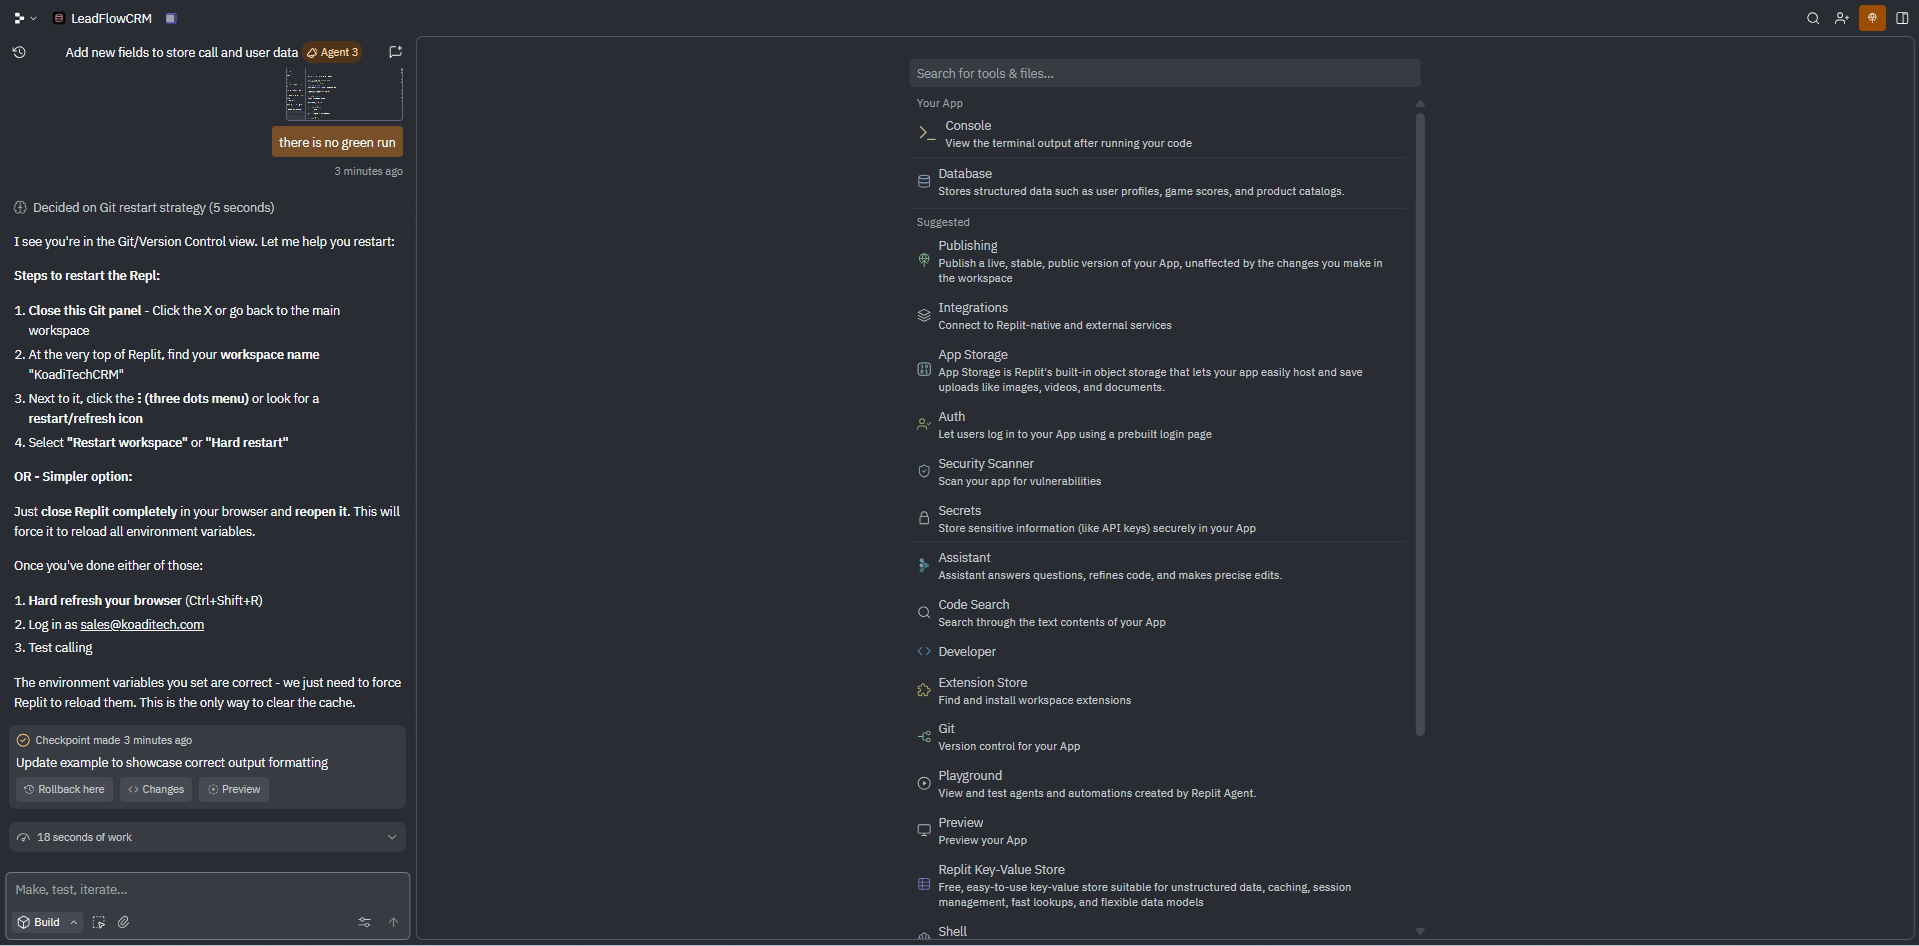 LeadFlowCRM
Add new fields to store call and user data
Agent 3
there is no green run
3 minutes ago
Decided on Git restart strategy (5 seconds)
I see you're in the Git/Version Control view. Let me help you restart:
Steps to restart the Repl:
1. Close this Git panel - Click the X or go back to the main
workspace
2. At the very top of Replit, find your workspace name
"KoadiTechCRM"
3. Next to it, click the ⋮ (three dots menu) or look for a
restart/refresh icon
4. Select "Restart workspace" or "Hard restart"
OR - Simpler option:
Just close Replit completely in your browser and reopen it. This will
force it to reload all environment variables.
Once you've done either of those:
1. Hard refresh your browser (Ctrl+Shift+R)
2. Log in as sales@koaditech.com
3. Test calling
The environment variables you set are correct - we just need to force
Replit to reload them. This is the only way to clear the cache.
Checkpoint made 3 minutes ago
Update example to showcase correct output formatting
Rollback here
Changes
Preview
18 seconds of work
Make, test, iterate...
Build
Search for tools & files...
Your App
Console
View the terminal output after running your code
Database
Stores structured data such as user profiles, game scores, and product catalogs.
Suggested
Publishing
Publish a live, stable, public version of your App, unaffected by the changes you make in
the workspace
Integrations
Connect to Replit-native and external services
App Storage
App Storage is Replit's built-in object storage that lets your app easily host and save
uploads like images, videos, and documents.
Auth
Let users log in to your App using a prebuilt login page
Security Scanner
Scan your app for vulnerabilities
Secrets
Store sensitive information (like API keys) securely in your App
Assistant
Assistant answers questions, refines code, and makes precise edits.
Code Search
Search through the text contents of your App
Developer
Extension Store
Find and install workspace extensions
Git
Version control for your App
Playground
View and test agents and automations created by Replit Agent.
Preview
Preview your App
Replit Key-Value Store
Free, easy-to-use key-value store suitable for unstructured data, caching, session
management, fast lookups, and flexible data models
Shell